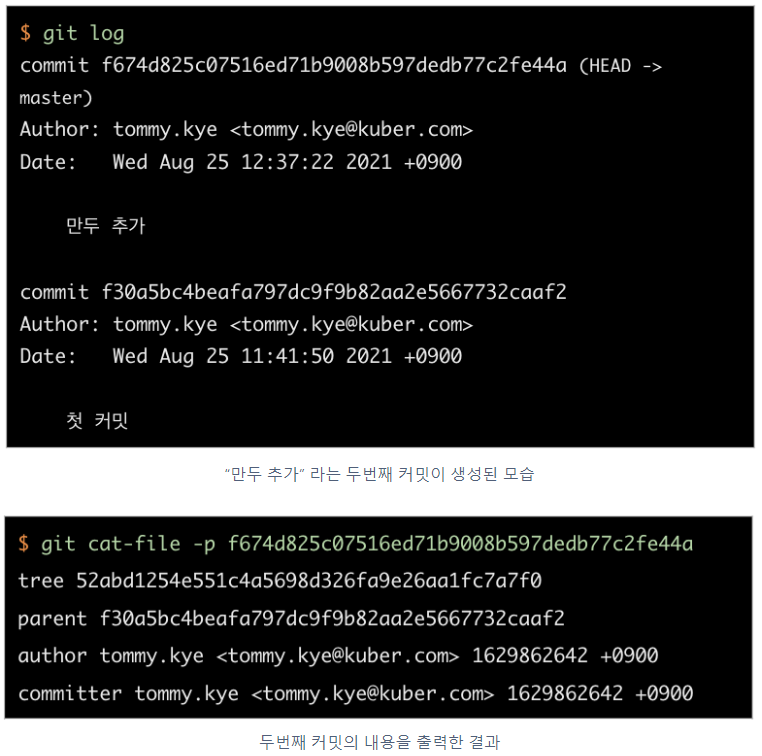 $ git log
commit f674d825c07516ed71b9008b597dedb77c2fe44a (HEAD ->
master)
Author: tommy.kye <tommy.kye@kuber.com>
Date:   Wed Aug 25 12:37:22 2021 +0900
만두 추가
commit f30a5bc4beafa797dc9f9b82aa2e5667732caaf2
Author: tommy.kye <tommy.kye@kuber.com>
Date:   Wed Aug 25 11:41:50 2021 +0900
첫 커밋
“만두 추가” 라는 두번째 커밋이 생성된 모습
$ git cat-file -p f674d825c07516ed71b9008b597dedb77c2fe44a
tree 52abd1254e551c4a5698d326fa9e26aa1fc7a7f0
parent f30a5bc4beafa797dc9f9b82aa2e5667732caaf2
author tommy.kye <tommy.kye@kuber.com> 1629862642 +0900
committer tommy.kye <tommy.kye@kuber.com> 1629862642 +0900
두번째 커밋의 내용을 출력한 결과